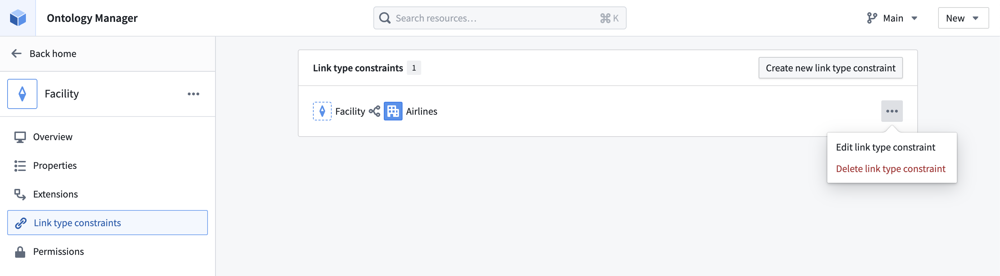 Ontology Manager
Search resources…
⌘ K
Main
New
Back home
Facility
Overview
Properties
Extensions
Link type constraints
Permissions
Link type constraints 1
Create new link type constraint
Facility Airlines
Edit link type constraint
Delete link type constraint